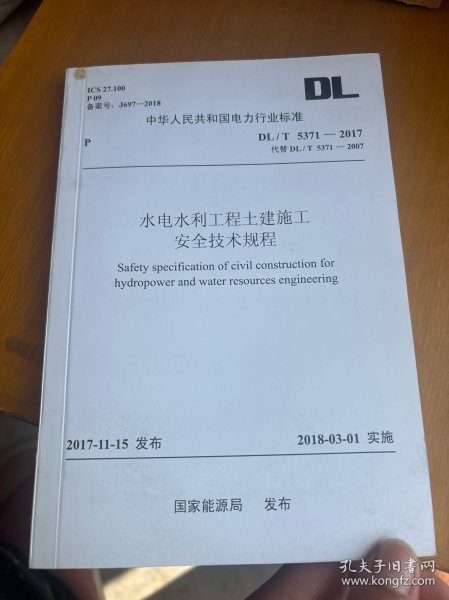 ICS 27.100
P 09
备案号：J697—2018
DL
中华人民共和国电力行业标准
P
DL/T 5371—2017
代替 DL/T 5371—2007
水电水利工程土建施工
安全技术规程
Safety specification of civil construction for
hydropower and water resources engineering
2017-11-15 发布
2018-03-01 实施
国家能源局 发布
孔夫子旧书网
www.kongfz.com